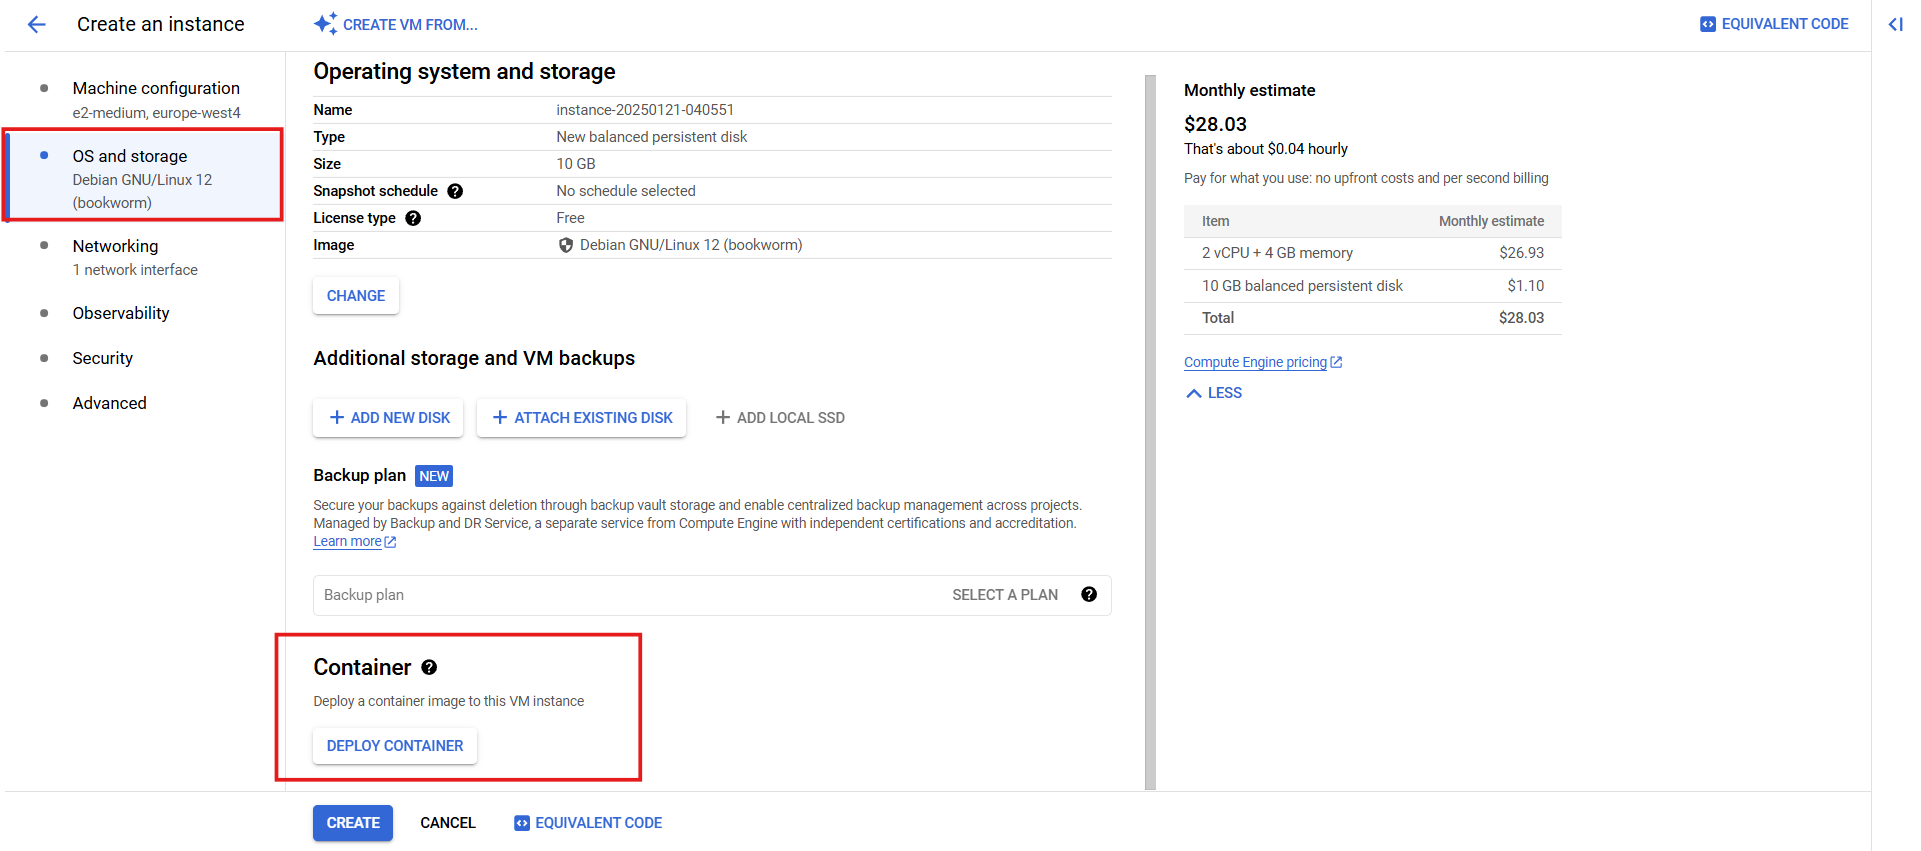 Create an instance
CREATE VM FROM...
EQUIVALENT CODE
Machine configuration
e2-medium, europe-west4
OS and storage
Debian GNU/Linux 12
(bookworm)
Networking
1 network interface
Observability
Security
Advanced
Operating system and storage
Name instance-20250121-040551
Type New balanced persistent disk
Size 10 GB
Snapshot schedule ? No schedule selected
License type ? Free
Image Debian GNU/Linux 12 (bookworm)
CHANGE
Additional storage and VM backups
+ ADD NEW DISK + ATTACH EXISTING DISK + ADD LOCAL SSD
Backup plan NEW
Secure your backups against deletion through backup vault storage and enable centralized backup management across projects.
Managed by Backup and DR Service, a separate service from Compute Engine with independent certifications and accreditation.
Learn more
Backup plan SELECT A PLAN ?
Container ?
Deploy a container image to this VM instance
DEPLOY CONTAINER
CREATE CANCEL EQUIVALENT CODE
Monthly estimate
$28.03
That's about $0.04 hourly
Pay for what you use: no upfront costs and per second billing
Item Monthly estimate
2 vCPU + 4 GB memory $26.93
10 GB balanced persistent disk $1.10
Total $28.03
Compute Engine pricing
LESS